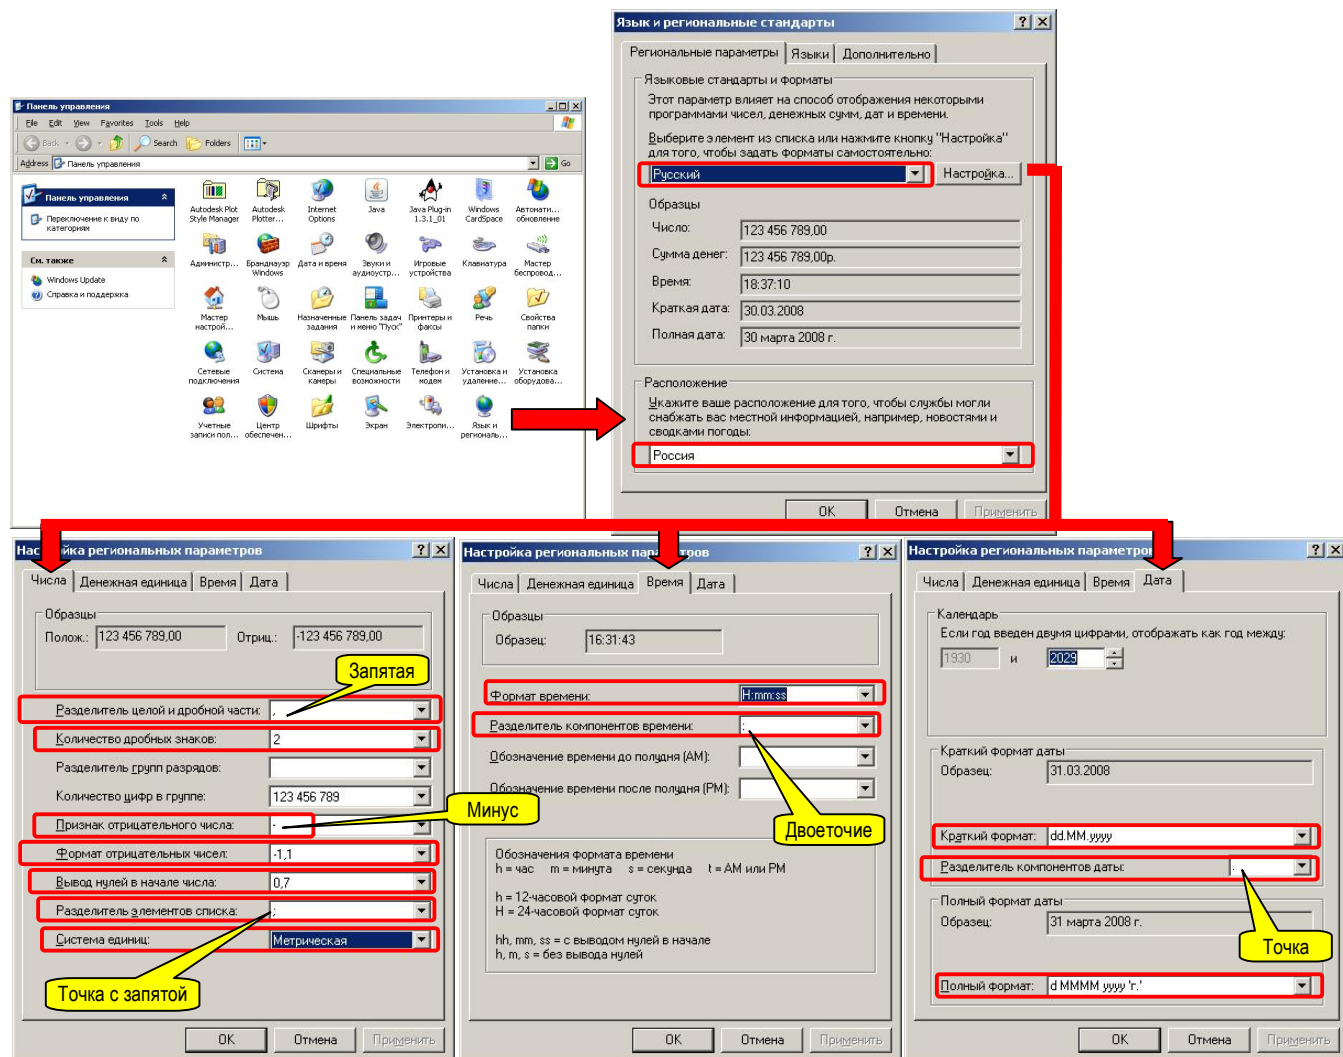 Панель управления
File Edit View Favorites Tools Help
Back Search Folders
Address Панель управления Go
Панель управления
Переключение к виду по
категориям
См. также
Windows Update
Справка и поддержка
Autodesk Plot
Style Manager
Autodesk
Plotter...
Internet
Options
Java
Java Plug-in
1.3.1_01
Windows
CardSpace
Автомати...
обновление
Администр...
Брандмауэр
Windows
Дата и время
Звуки и
аудиоустр...
Игровые
устройства
Клавиатура
Мастер
беспровод...
Мастер
настрой...
Мышь
Назначенные
задания
Панель задач
и меню "Пуск"
Принтеры и
факсы
Речь
Свойства
папки
Сетевые
подключения
Система
Сканеры и
камеры
Специальные
возможности
Телефон и
модем
Установка и
удаление...
Установка
оборудова...
Учетные
записи пол...
Центр
обеспечен...
Шрифты
Экран
Электропи...
Язык и
региональ...
Язык и региональные стандарты
Региональные параметры Языки Дополнительно
Языковые стандарты и форматы
Этот параметр влияет на способ отображения некоторыми
программами чисел, денежных сумм, дат и времени.
Выберите элемент из списка или нажмите кнопку "Настройка"
для того, чтобы задать форматы самостоятельно:
Русский Настройка...
Образцы
Число: 123 456 789,00
Сумма денег: 123 456 789,00р.
Время: 18:37:10
Краткая дата: 30.03.2008
Полная дата: 30 марта 2008 г.
Расположение
Укажите ваше расположение для того, чтобы службы могли
снабжать вас местной информацией, например, новостями и
сводками погоды:
Россия
OK Отмена Применить
Настройка региональных параметров
Числа Денежная единица Время Дата
Образцы
Полож.: 123 456 789,00 Отриц.: -123 456 789,00
Запятая
Разделитель целой и дробной части: ,
Количество дробных знаков: 2
Разделитель групп разрядов:
Количество цифр в группе: 123 456 789
Минус
Признак отрицательного числа: -
Формат отрицательных чисел: -1,1
Вывод нулей в начале числа: 0,7
Разделитель элементов списка: ;
Система единиц: Метрическая
Точка с запятой
OK Отмена Применить
Настройка региональных параметров
Числа Денежная единица Время Дата
Образцы
Образец: 16:31:43
Формат времени: H:mm:ss
Разделитель компонентов времени: :
Обозначение времени до полудня (AM):
Обозначение времени после полудня (PM):
Двоеточие
Обозначения формата времени
h = час m = минута s = секунда t = AM или PM
h = 12-часовой формат суток
H = 24-часовой формат суток
hh, mm, ss = с выводом нулей в начале
h, m, s = без вывода нулей
OK Отмена Применить
Настройка региональных параметров
Числа Денежная единица Время Дата
Календарь
Если год введен двумя цифрами, отображать как год между:
1930 и 2029
Краткий формат даты
Образец: 31.03.2008
Краткий формат: dd.MM.yyyy
Разделитель компонентов даты: .
Полный формат даты
Образец: 31 марта 2008 г.
Точка
Полный формат: d MMMM yyyy 'г.'
OK Отмена Применить